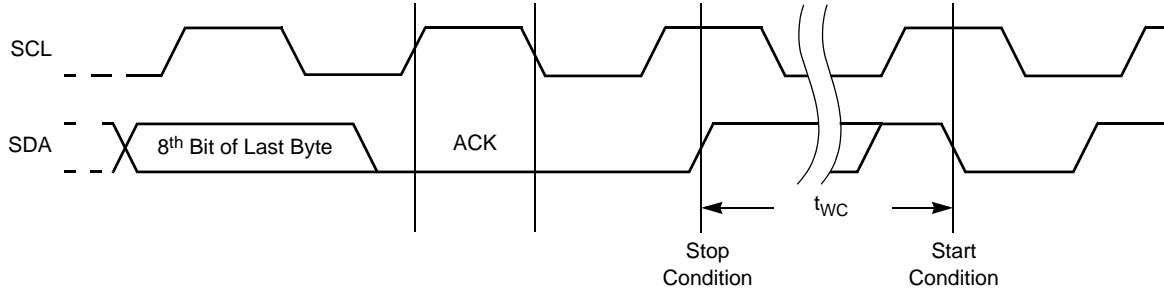 SCL
SDA
8th Bit of Last Byte
ACK
tWC
Stop
Condition
Start
Condition